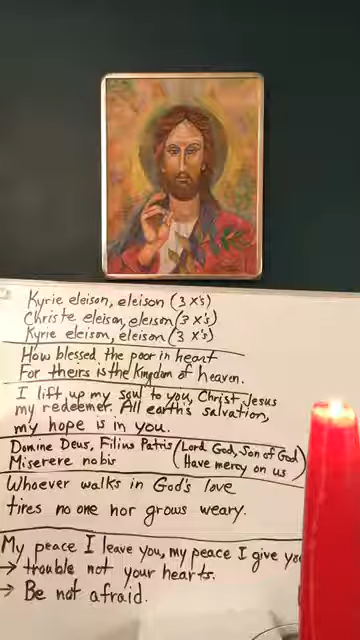 Kyrie eleison, eleison (3 x's)
Christe eleison, eleison (3 x's)
Kyrie eleison, eleison (3 x's)
How blessed the poor in heart
For theirs is the Kingdom of heaven.
I lift up my soul to you, Christ Jesus
my redeemer. All earth's salvation,
my hope is in you.
Domine Deus, Filius Patris (Lord God, Son of God
Miserere nobis Have mercy on us)
Whoever walks in God's love
tires no one nor grows weary.
My peace I leave you, my peace I give you
→ trouble not your hearts.
→ Be not afraid.